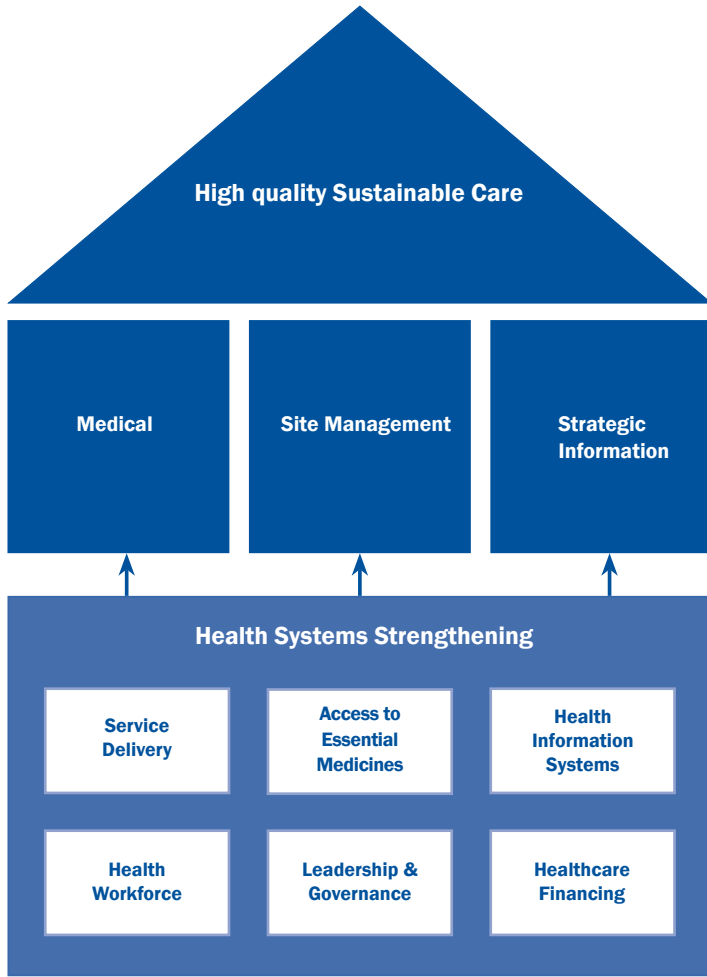 High quality Sustainable Care
Medical
Site Management
Strategic
Information
Health Systems Strengthening
Service
Delivery
Access to
Essential
Medicines
Health
Information
Systems
Health
Workforce
Leadership &
Governance
Healthcare
Financing